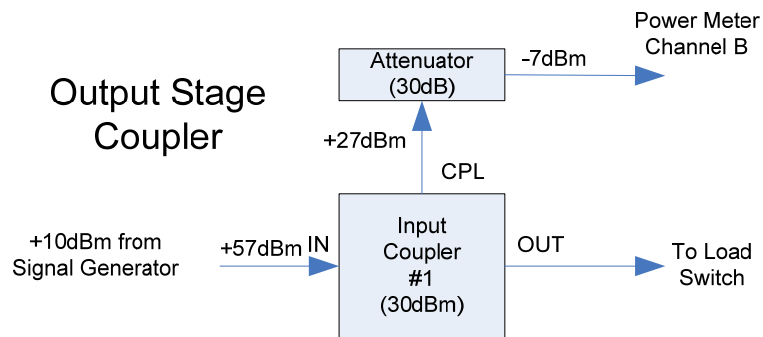 Power Meter
Channel B
Attenuator
(30dB)
-7dBm
Output Stage
Coupler
+27dBm
CPL
+10dBm from
Signal Generator
+57dBm
IN
Input
Coupler
#1
(30dBm)
OUT
To Load
Switch